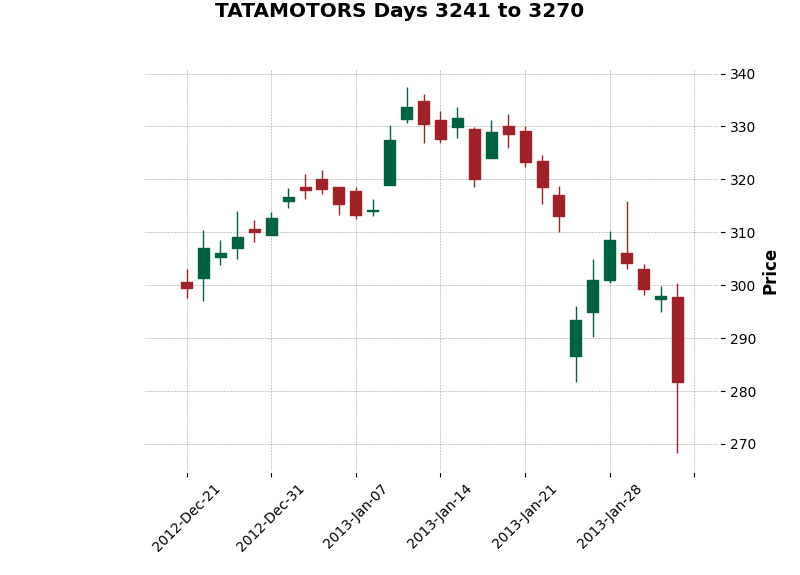 TATAMOTORS Days 3241 to 3270
340
330
320
310
300
290
280
270
Price
2012-Dec-21
2012-Dec-31
2013-Jan-07
2013-Jan-14
2013-Jan-21
2013-Jan-28